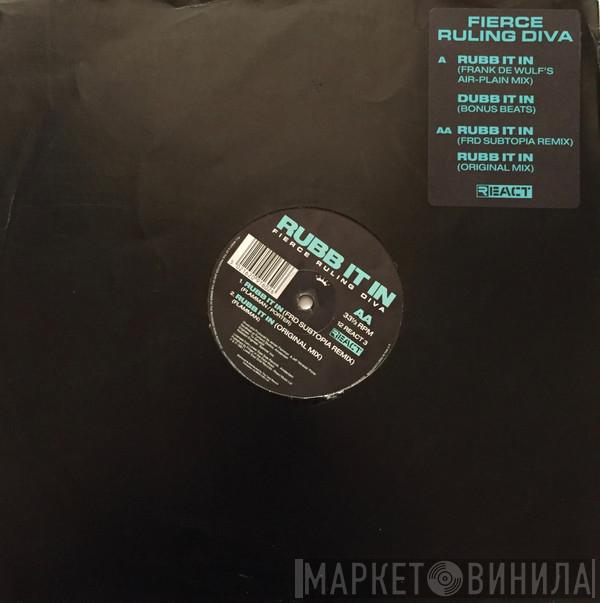 FIERCE
RULING DIVA
A RUBB IT IN
(FRANK DE WULF'S
AIR-PLAIN MIX)
DUBB IT IN
(BONUS BEATS)
AA RUBB IT IN
(FRD SUBTOPIA REMIX)
RUBB IT IN
(ORIGINAL MIX)
REACT
RUBB IT IN
FIERCE RULING DIVA
AA
33⅓ RPM
12 REACT 3
REACT
1. RUBB IT IN (FRD SUBTOPIA REMIX)
(FLAMMAN / PORTER)
2. RUBB IT IN (ORIGINAL MIX)
(FLAMMAN)
МАРКЕТ ВИНИЛА